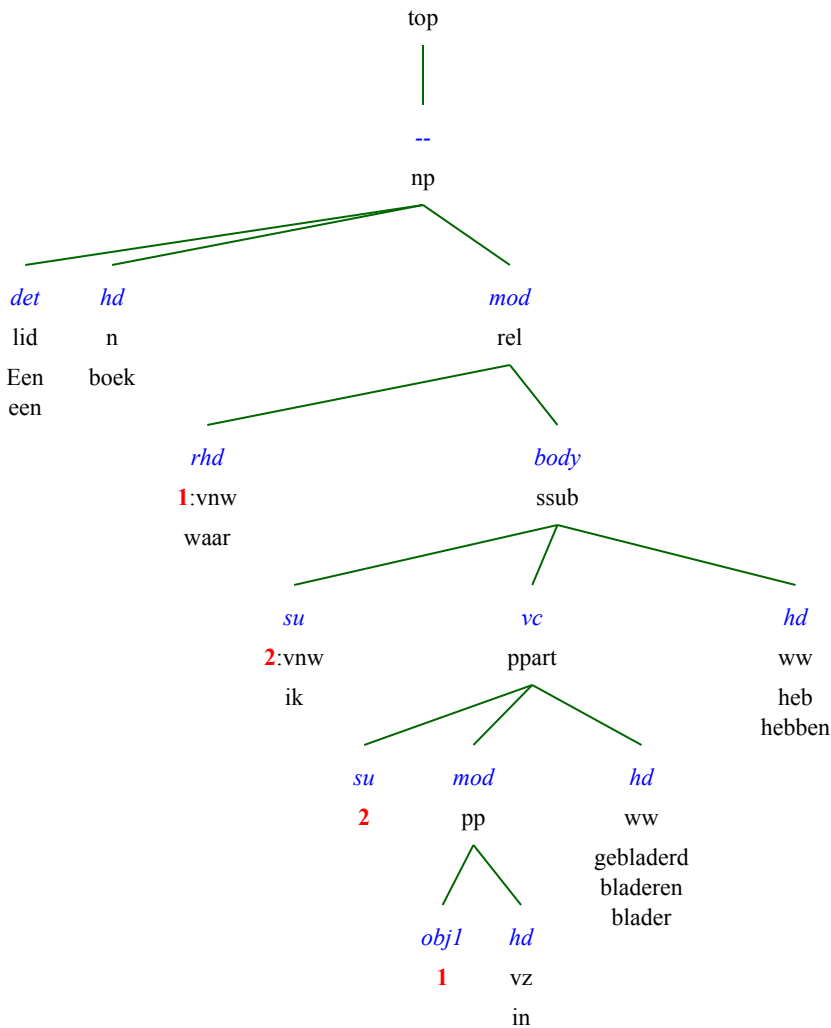 top
--
np
det hd mod
lid n rel
Een boek
een
rhd body
1:vnw ssub
waar
su vc hd
2:vnw ppart ww
ik heb
hebben
su mod hd
2 pp ww
gebladerd
bladeren
blader
obj1 hd
1 vz
in